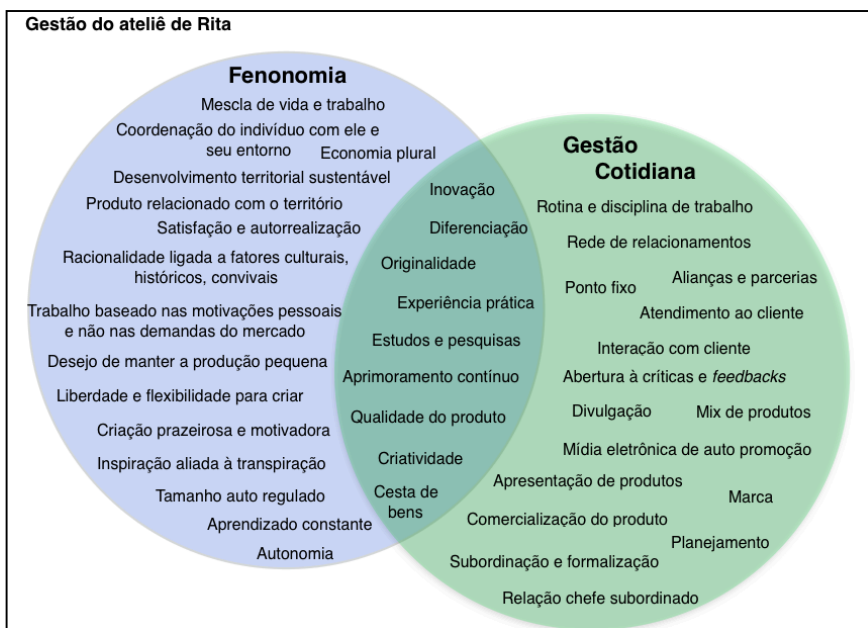 Gestão do ateliê de Rita
Fenonomia
Mescla de vida e trabalho
Coordenação do indivíduo com ele e
seu entorno
Economia plural
Desenvolvimento territorial sustentável
Produto relacionado com o território
Satisfação e autorrealização
Racionalidade ligada a fatores culturais,
históricos, convivais
Trabalho baseado nas motivações pessoais
e não nas demandas do mercado
Desejo de manter a produção pequena
Liberdade e flexibilidade para criar
Criação prazeirosa e motivadora
Inspiração aliada à transpiração
Tamanho auto regulado
Aprendizado constante
Autonomia
Inovação
Diferenciação
Originalidade
Experiência prática
Estudos e pesquisas
Aprimoramento contínuo
Qualidade do produto
Criatividade
Cesta de
bens
Gestão
Cotidiana
Rotina e disciplina de trabalho
Rede de relacionamentos
Alianças e parcerias
Ponto fixo
Atendimento ao cliente
Interação com cliente
Abertura à críticas e feedbacks
Divulgação
Mix de produtos
Mídia eletrônica de auto promoção
Apresentação de produtos
Marca
Comercialização do produto
Planejamento
Subordinação e formalização
Relação chefe subordinado